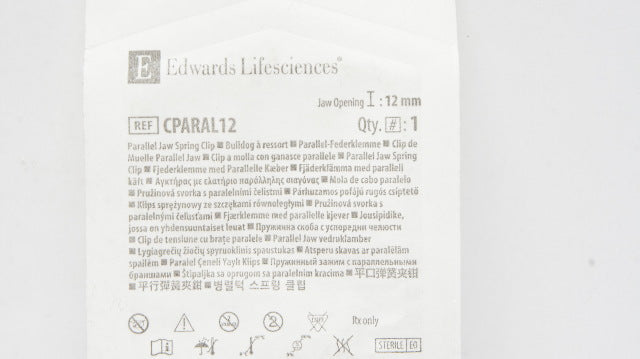 E Edwards Lifesciences®
Jaw Opening I : 12 mm
REF CPARAL12 Qty. # : 1
Parallel Jaw Spring Clip ■ Bulldog à ressort ■ Parallel-Federklemme ■ Clip de
Muelle Parallel Jaw ■ Clip a molla con ganasce parallele ■ Parallel Jaw Spring
Clip ■ Fjederklemme med Parallelle Kæber ■ Fjäderklämma med parallell
käft ■ Αγκτήρας με ελατήριο παράλληλης σιαγόνας ■ Mola de cabo paralelo
■ Pružinová svorka s paralelními čelistmi ■ Párhuzamos pofájú rugós csíptető
■ Klips sprężynowy ze szczękami równoległymi ■ Pružinová svorka s
paralelnými čeľusťami ■ Fjærklemme med parallelle kjever ■ Jousipidike,
jossa on yhdensuuntaiset leuat ■ Пружинна скоба с успоредни челюсти
■ Clip de tensiune cu brațe paralele ■ Parallel Jaw vedruklamber
■ Lygiagrečių žiočių spyruoklinis spaustukas ■ Atsperu skavas ar paralēlām
spailēm ■ Paralel Çeneli Yaylı Klips ■ Пружинный зажим с параллельными
браншами ■ Štipaljka sa oprugom sa paralelnim kracima ■ 平口弹簧夹钳
■ 平行彈簧夾鉗 ■ 병렬턱 스프링 클립
2 Rx only
i STERILE EO